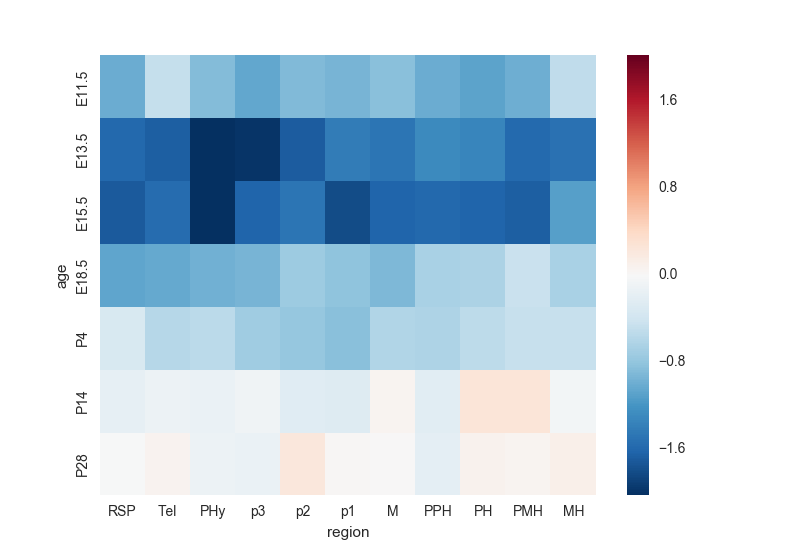 E11.5
E13.5
E15.5
E18.5
P4
P14
P28
age
RSP Tel PHy p3 p2 p1 M PPH PH PMH MH
region
1.6
0.8
0.0
−0.8
−1.6